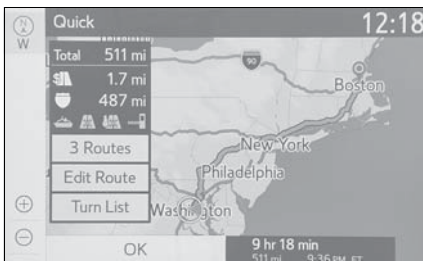 N
W
Quick
12:18
Total 511 mi
1.7 mi
487 mi
90
Boston
3 Routes
New York
Edit Route
Philadelphia
Turn List
Washington
OK
9 hr 18 min
511 mi 9:36 PM ET